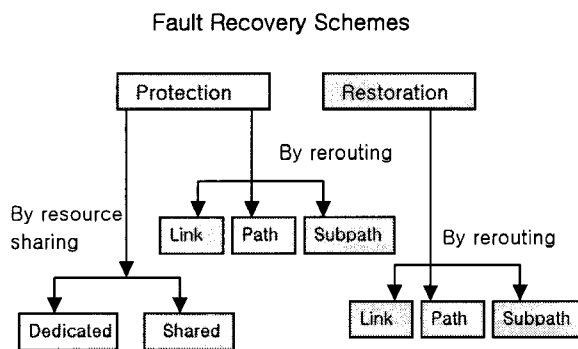 Fault Recovery Schemes
Protection
Restoration
By rerouting
By resource
sharing
Link
Path
Subpath
By rerouting
Dedicated
Shared
Link
Path
Subpath